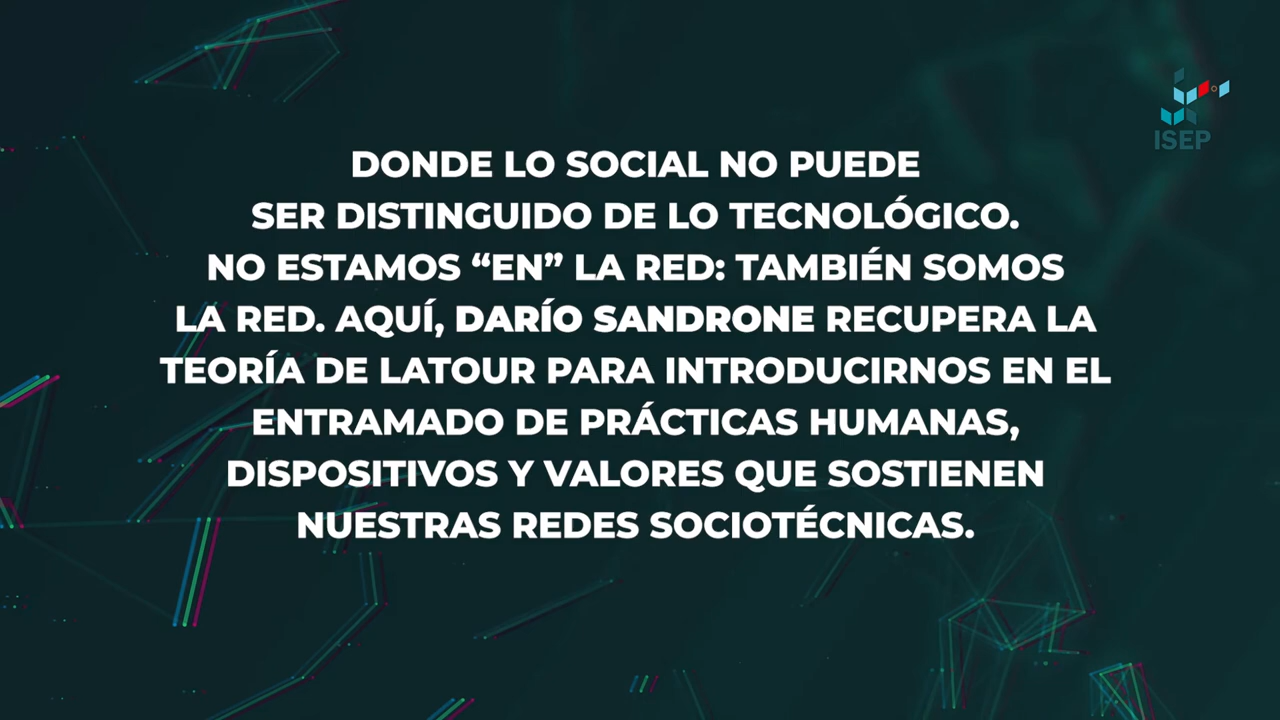 ISEP
DONDE LO SOCIAL NO PUEDE
SER DISTINGUIDO DE LO TECNOLÓGICO.
NO ESTAMOS “EN” LA RED: TAMBIÉN SOMOS
LA RED. AQUÍ, DARÍO SANDRONE RECUPERA LA
TEORÍA DE LATOUR PARA INTRODUCIRNOS EN EL
ENTRAMADO DE PRÁCTICAS HUMANAS,
DISPOSITIVOS Y VALORES QUE SOSTIENEN
NUESTRAS REDES SOCIOTÉCNICAS.